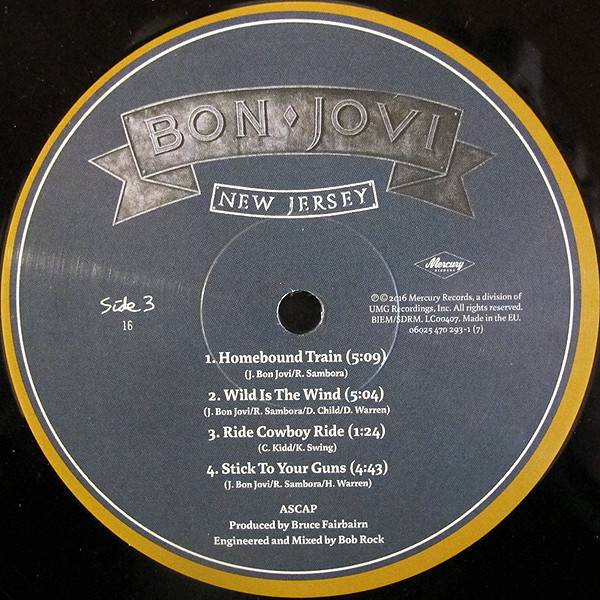 BON♦JOVI
NEW JERSEY
Mercury
RECORDS
Side 3
16
℗ © 2016 Mercury Records, a division of
UMG Recordings, Inc. All rights reserved.
BIEM/SDRM. LC00407. Made in the EU.
06025 470 293-1 (7)
1. Homebound Train (5:09)
(J. Bon Jovi/R. Sambora)
2. Wild Is The Wind (5:04)
(J. Bon Jovi/R. Sambora/D. Child/D. Warren)
3. Ride Cowboy Ride (1:24)
(C. Kidd/K. Swing)
4. Stick To Your Guns (4:43)
(J. Bon Jovi/R. Sambora/H. Warren)
ASCAP
Produced by Bruce Fairbairn
Engineered and Mixed by Bob Rock